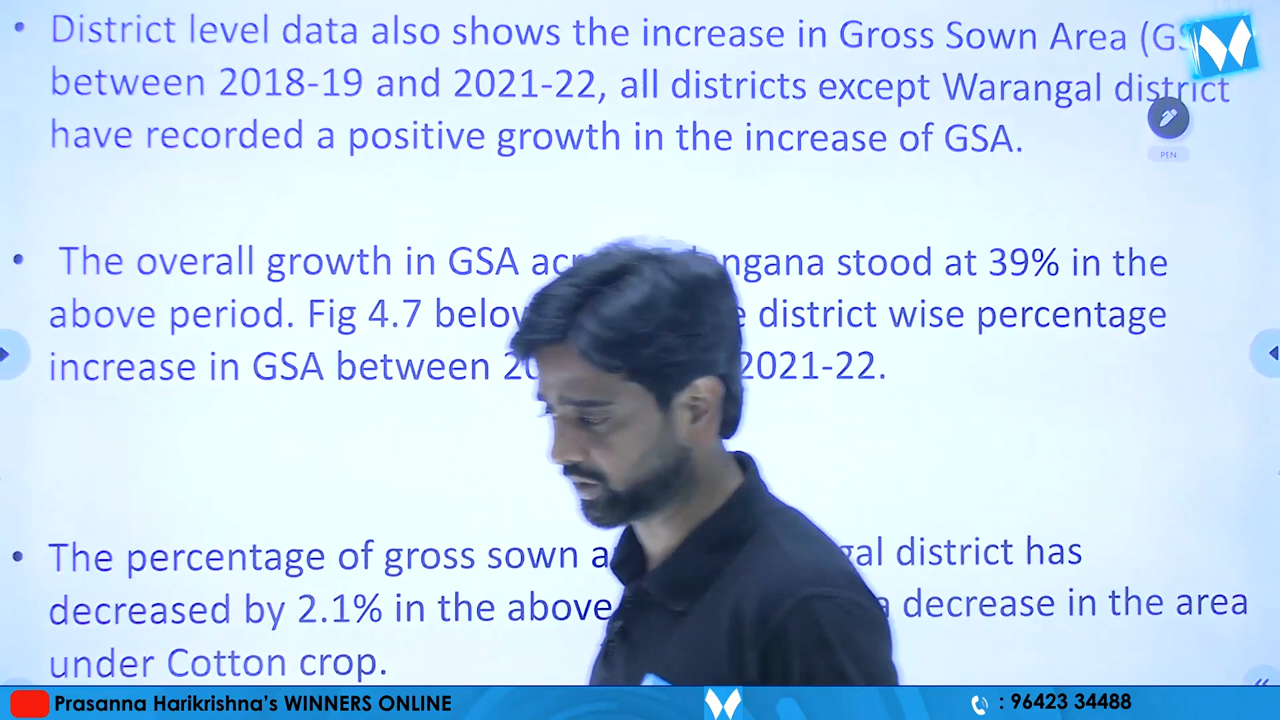 • District level data also shows the increase in Gross Sown Area (GS
between 2018-19 and 2021-22, all districts except Warangal district
have recorded a positive growth in the increase of GSA.
PEN
• The overall growth in GSA ngana stood at 39% in the
above period. Fig 4.7 district wise percentage
increase in GSA between 2021-22.
• The percentage of gross sown district has
decreased by 2.1% in the above decrease in the area
under Cotton crop.
Prasanna Harikrishna's WINNERS ONLINE
: 96423 34488